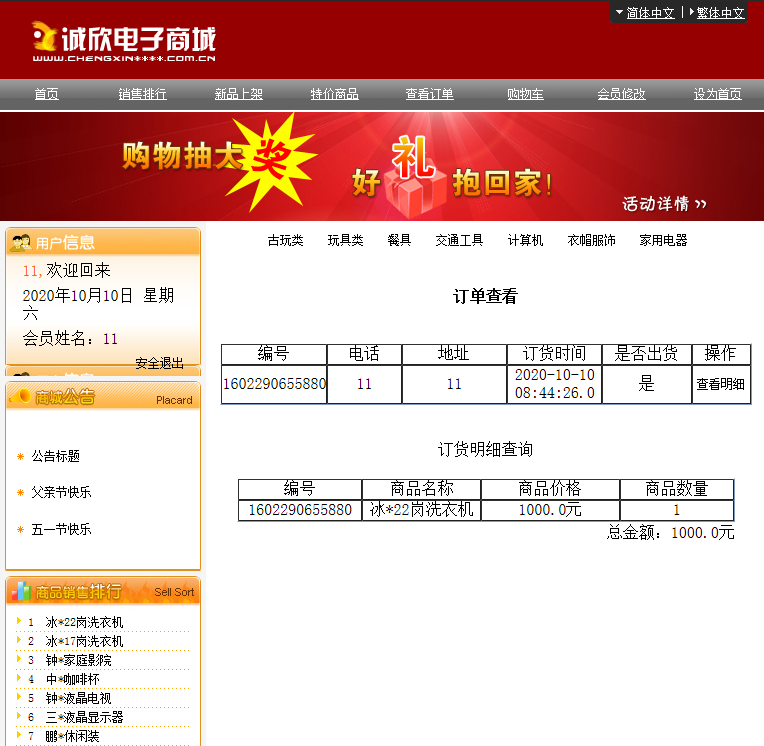 简体中文 | 繁体中文
诚欣电子商城
WWW.CHENGXIN****.COM.CN
首页 销售排行 新品上架 特价商品 查看订单 购物车 会员修改 设为首页
购物抽大奖
好礼抱回家!
活动详情 >>
用户信息
11,欢迎回来
2020年10月10日 星期
六
会员姓名: 11
安全退出
商城公告 Placard
公告标题
父亲节快乐
五一节快乐
商品销售排行 Sell Sort
1 冰*22岗洗衣机
2 冰*17岗洗衣机
3 钟*家庭影院
4 中*咖啡杯
5 钟*液晶电视
6 三*液晶显示器
7 鹏*休闲装
古玩类 玩具类 餐具 交通工具 计算机 衣帽服饰 家用电器
订单查看
编号 电话 地址 订货时间 是否出货 操作
1602290655880 11 11 2020-10-10 08:44:26.0 是 查看明细
订货明细查询
编号 商品名称 商品价格 商品数量
1602290655880 冰*22岗洗衣机 1000.0元 1
总金额: 1000.0元